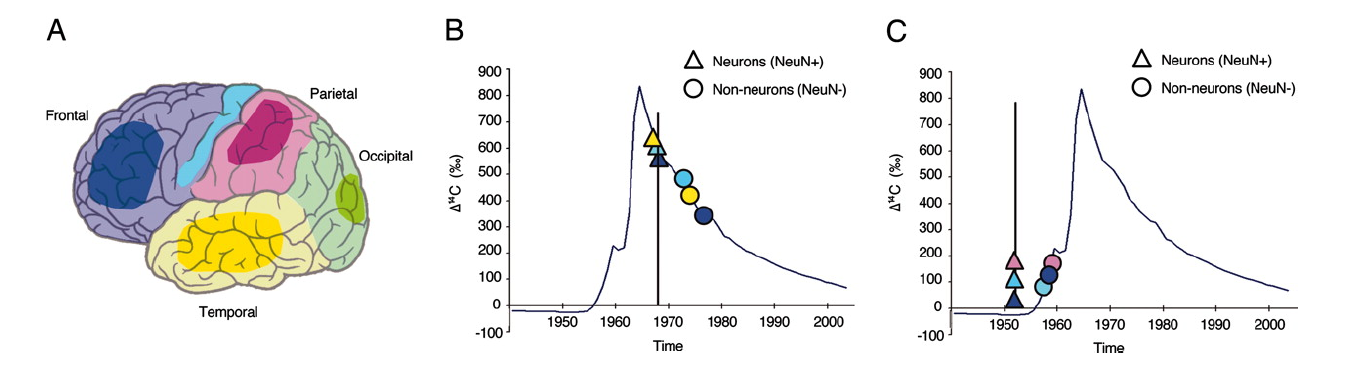 A
Frontal
Parietal
Occipital
Temporal
B
Neurons (NeuN+)
Non-neurons (NeuN-)
Δ¹⁴C (‰)
900
800
700
600
500
400
300
200
100
0
-100
1950 1960 1970 1980 1990 2000
Time
C
Neurons (NeuN+)
Non-neurons (NeuN-)
Δ¹⁴C (‰)
900
800
700
600
500
400
300
200
100
0
-100
1950 1960 1970 1980 1990 2000
Time